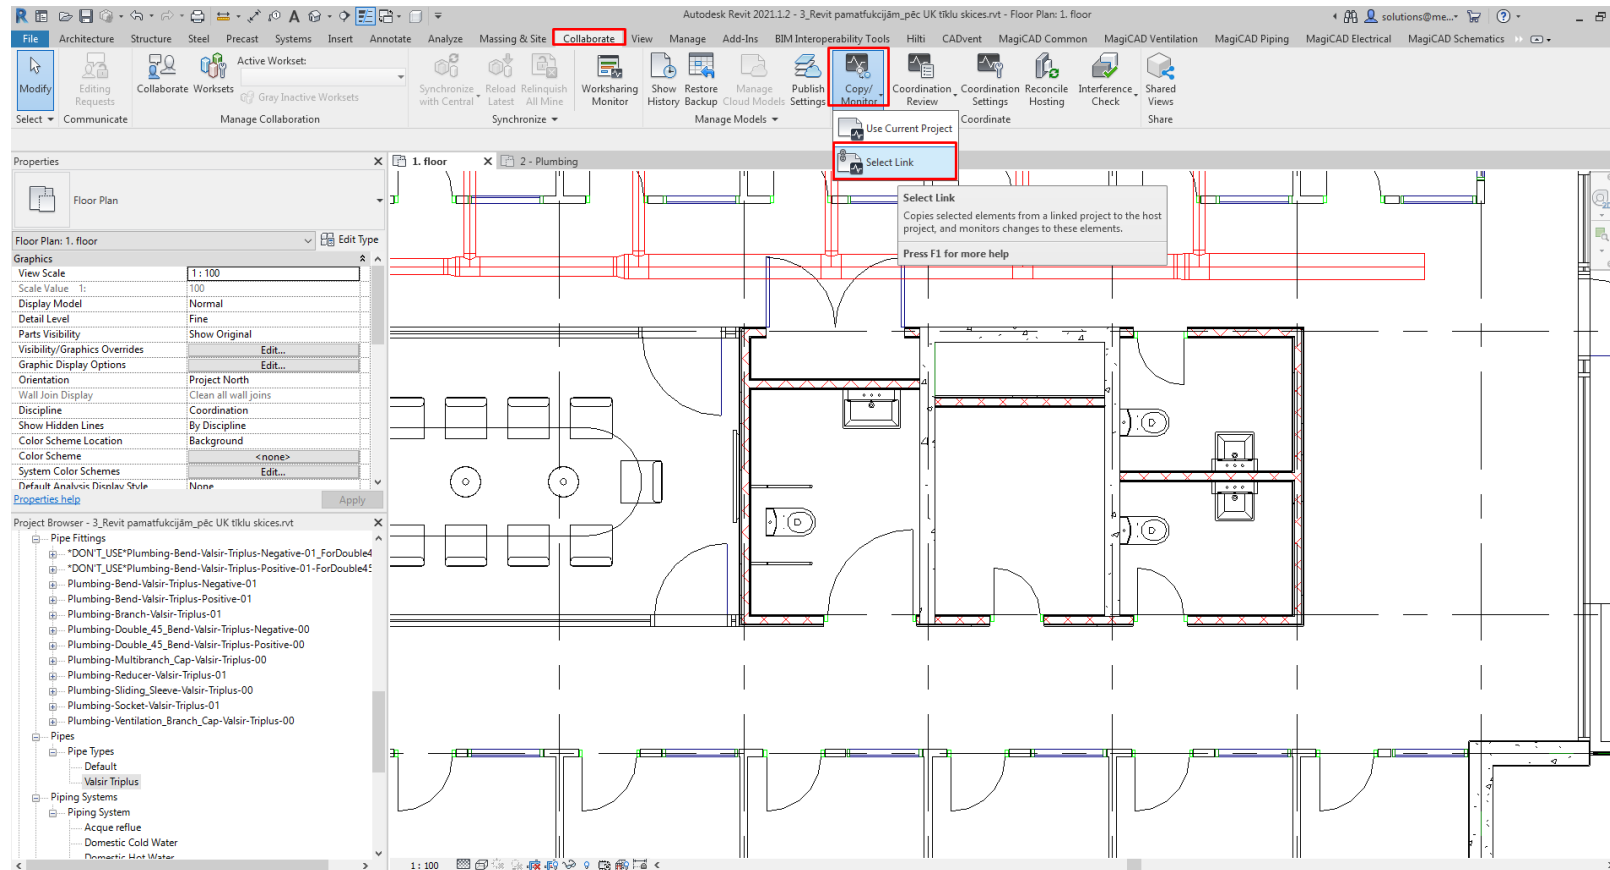 Autodesk Revit 2021.1.2 - 3_Revit pamatfukcijām_pēc UK tīklu skices.rvt - Floor Plan: 1. floor
solutions@me...
File Architecture Structure Steel Precast Systems Insert Annotate Analyze Massing & Site Collaborate View Manage Add-Ins BIM Interoperability Tools Hilti CADvent MagiCAD Common MagiCAD Ventilation MagiCAD Piping MagiCAD Electrical MagiCAD Schematics
Modify
Editing
Requests
Collaborate
Worksets
Active Workset:
Gray Inactive Worksets
Synchronize
with Central
Reload
Latest
Relinquish
All Mine
Worksharing
Monitor
Show
History
Restore
Backup
Manage
Cloud Models
Publish
Settings
Copy/
Monitor
Coordination
Review
Coordination
Settings
Reconcile
Hosting
Interference
Check
Shared
Views
Select Communicate Manage Collaboration Synchronize Manage Models Coordinate Share
Use Current Project
Select Link
Select Link
Copies selected elements from a linked project to the host
project, and monitors changes to these elements.
Press F1 for more help
Properties
1. floor
2 - Plumbing
Floor Plan
Floor Plan: 1. floor Edit Type
Graphics
View Scale 1 : 100
Scale Value 1: 100
Display Model Normal
Detail Level Fine
Parts Visibility Show Original
Visibility/Graphics Overrides Edit...
Graphic Display Options Edit...
Orientation Project North
Wall Join Display Clean all wall joins
Discipline Coordination
Show Hidden Lines By Discipline
Color Scheme Location Background
Color Scheme <none>
System Color Schemes Edit...
Default Analysis Display Style None
Properties help Apply
Project Browser - 3_Revit pamatfukcijām_pēc UK tīklu skices.rvt
Pipe Fittings
*DON'T_USE*Plumbing-Bend-Valsir-Triplus-Negative-01_ForDouble4
*DON'T_USE*Plumbing-Bend-Valsir-Triplus-Positive-01-ForDouble45
Plumbing-Bend-Valsir-Triplus-Negative-01
Plumbing-Bend-Valsir-Triplus-Positive-01
Plumbing-Branch-Valsir-Triplus-01
Plumbing-Double_45_Bend-Valsir-Triplus-Negative-00
Plumbing-Double_45_Bend-Valsir-Triplus-Positive-00
Plumbing-Multibranch_Cap-Valsir-Triplus-00
Plumbing-Reducer-Valsir-Triplus-01
Plumbing-Sliding_Sleeve-Valsir-Triplus-00
Plumbing-Socket-Valsir-Triplus-01
Plumbing-Ventilation_Branch_Cap-Valsir-Triplus-00
Pipes
Pipe Types
Default
Valsir Triplus
Piping Systems
Piping System
Acque reflue
Domestic Cold Water
Domestic Hot Water
1 : 100